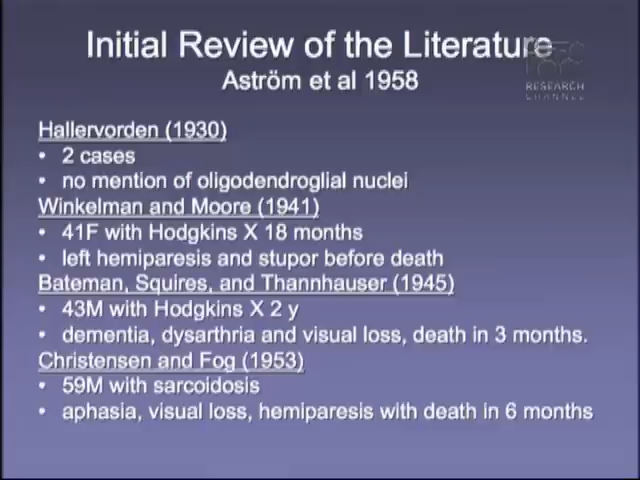 Initial Review of the Literature
Aström et al 1958
RESEARCH
CHANNEL
Hallervorden (1930)
• 2 cases
• no mention of oligodendroglial nuclei
Winkelman and Moore (1941)
• 41F with Hodgkins X 18 months
• left hemiparesis and stupor before death
Bateman, Squires, and Thannhauser (1945)
• 43M with Hodgkins X 2 y
• dementia, dysarthria and visual loss, death in 3 months.
Christensen and Fog (1953)
• 59M with sarcoidosis
• aphasia, visual loss, hemiparesis with death in 6 months